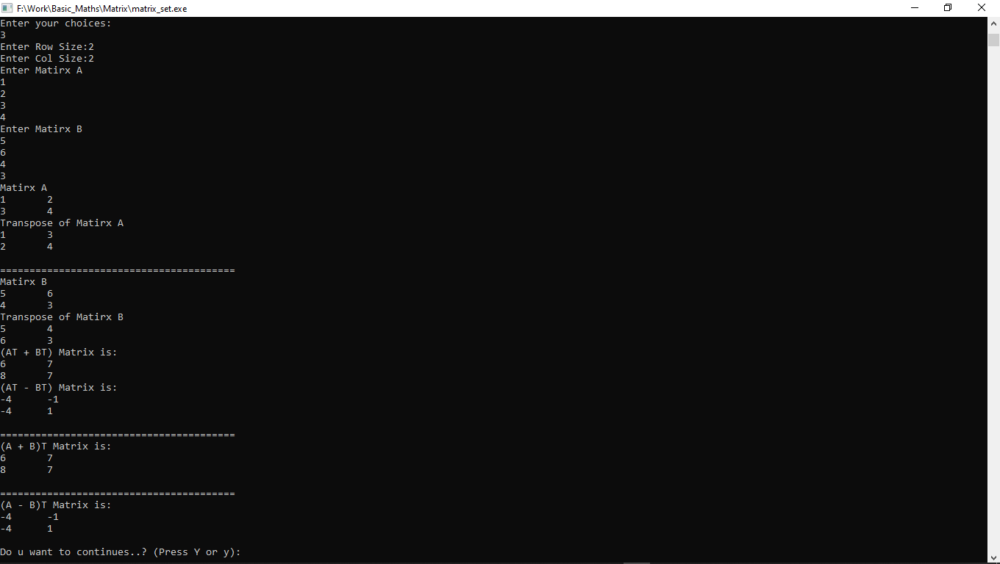 F:\Work\Basic_Maths\Matrix\matrix_set.exe
Enter your choices:
3
Enter Row Size:2
Enter Col Size:2
Enter Matirx A
1
2
3
4
Enter Matirx B
5
6
4
3
Matirx A
1 2
3 4
Transpose of Matirx A
1 3
2 4
========================================
Matirx B
5 6
4 3
Transpose of Matirx B
5 4
6 3
(AT + BT) Matrix is:
6 7
8 7
(AT - BT) Matrix is:
-4 -1
-4 1
========================================
(A + B)T Matrix is:
6 7
8 7
========================================
(A - B)T Matrix is:
-4 -1
-4 1
Do u want to continues..? (Press Y or y):